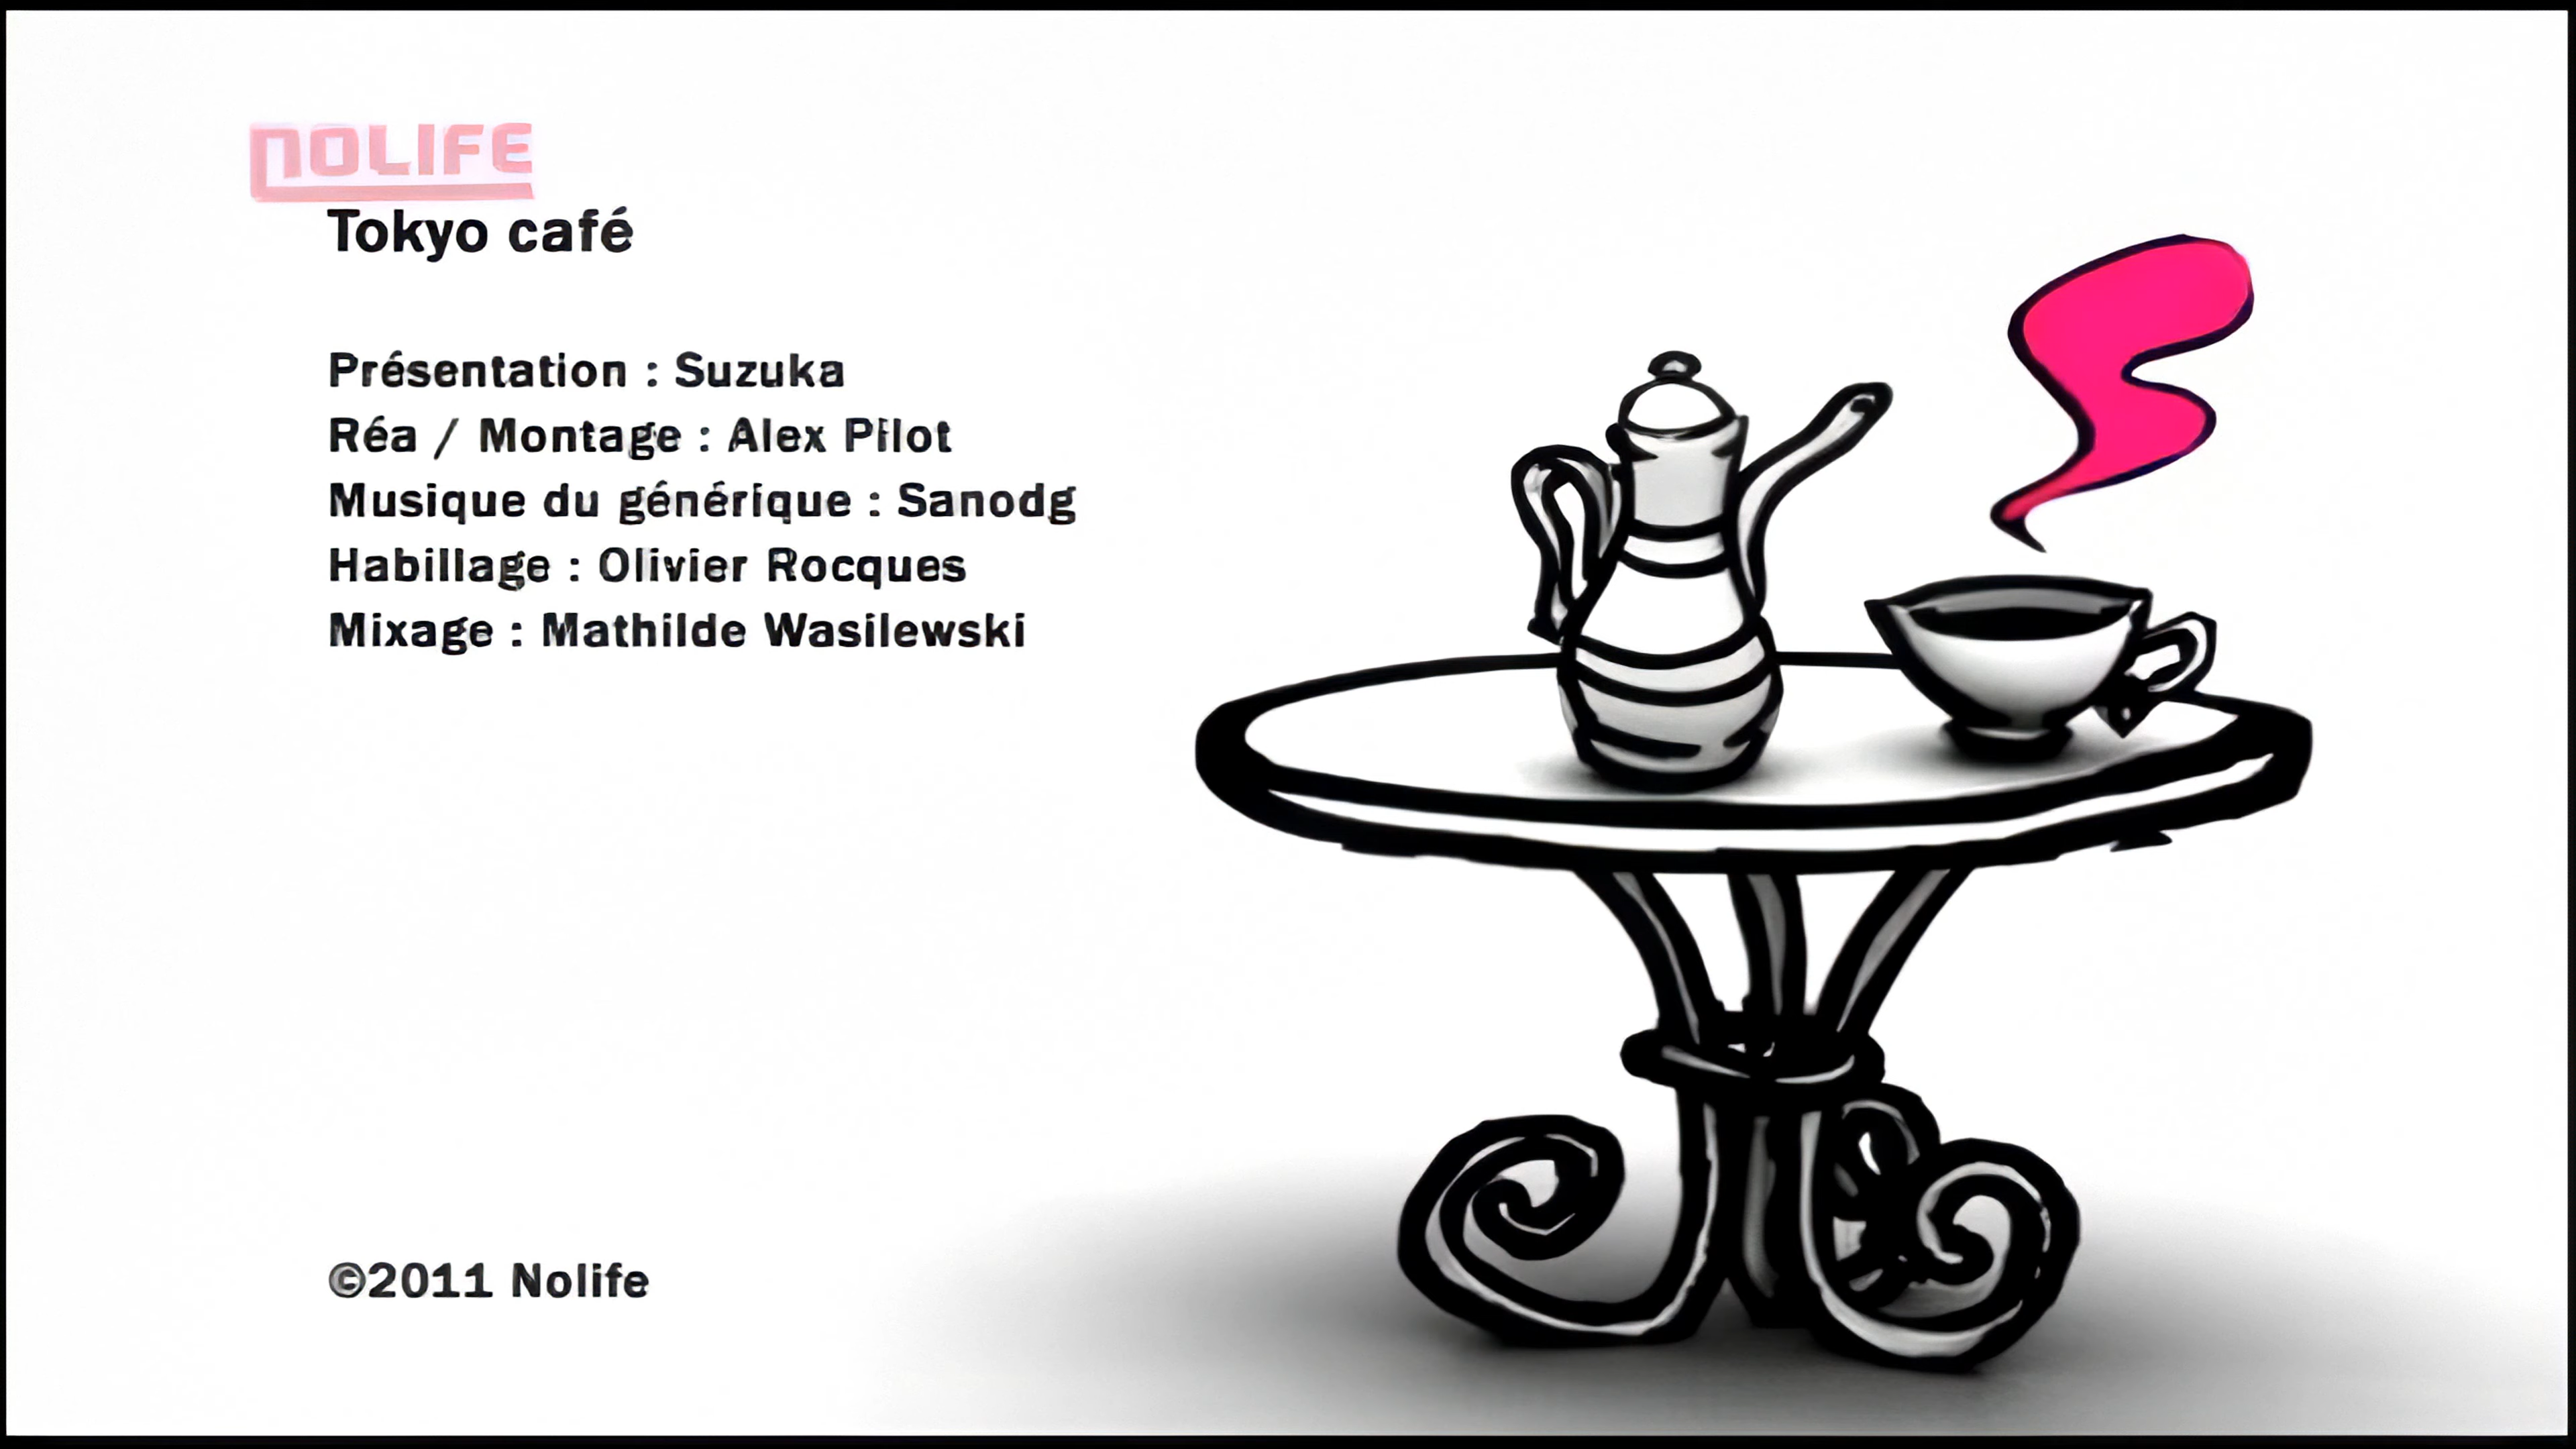 NOLIFE
Tokyo café
Présentation : Suzuka
Réa / Montage : Alex Pilot
Musique du générique : Sanodg
Habillage : Olivier Rocques
Mixage : Mathilde Wasilewski
©2011 Nolife